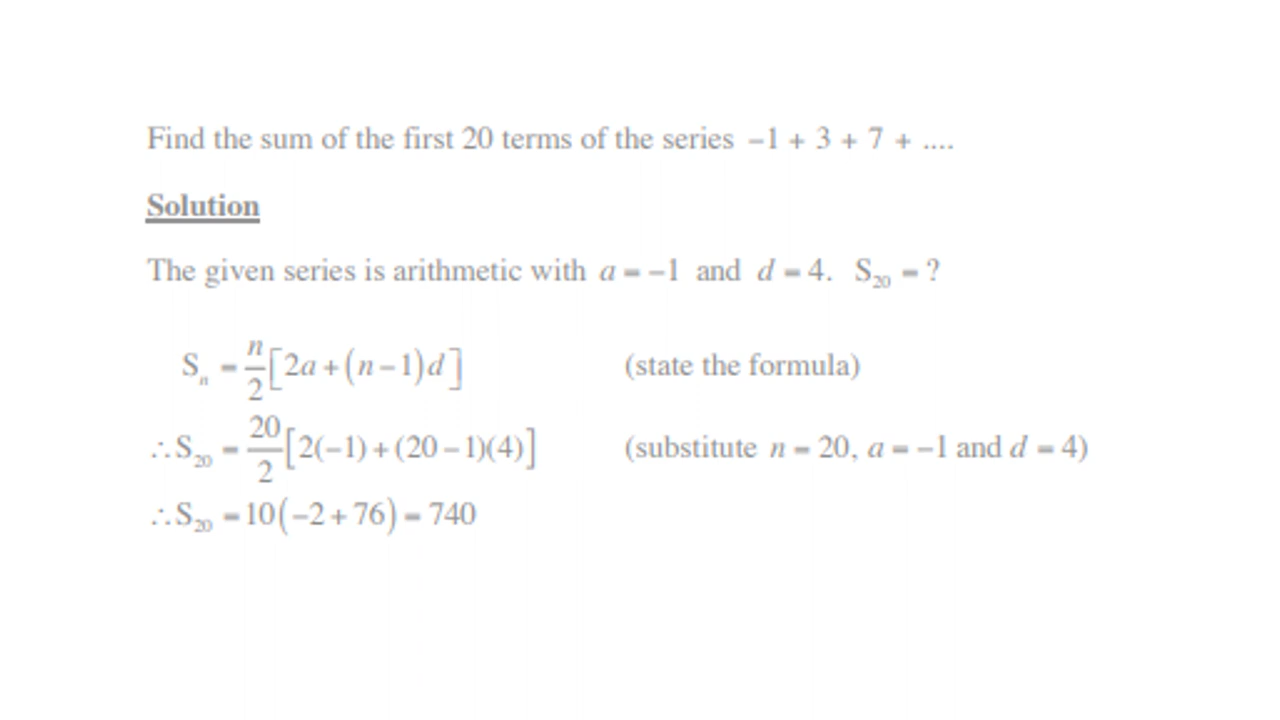 Find the sum of the first 20 terms of the series −1 + 3 + 7 + ....
Solution
The given series is arithmetic with a = −1 and d = 4. S₂₀ = ?
Sₙ = n/2 [2a + (n − 1)d] (state the formula)
∴ S₂₀ = 20/2 [2(−1) + (20 − 1)(4)] (substitute n = 20, a = −1 and d = 4)
∴ S₂₀ = 10(−2 + 76) = 740